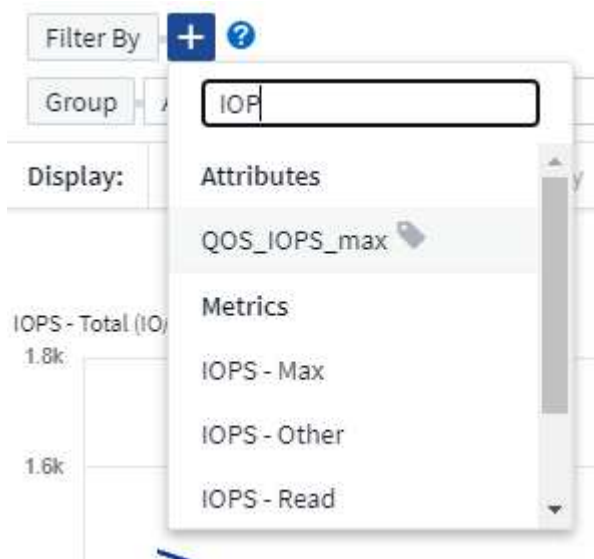 Filter By + ?
Group
IOP
Display:
Attributes
QOS_IOPS_max
Metrics
IOPS - Total (IO/
1.8k
IOPS - Max
IOPS - Other
1.6k
IOPS - Read